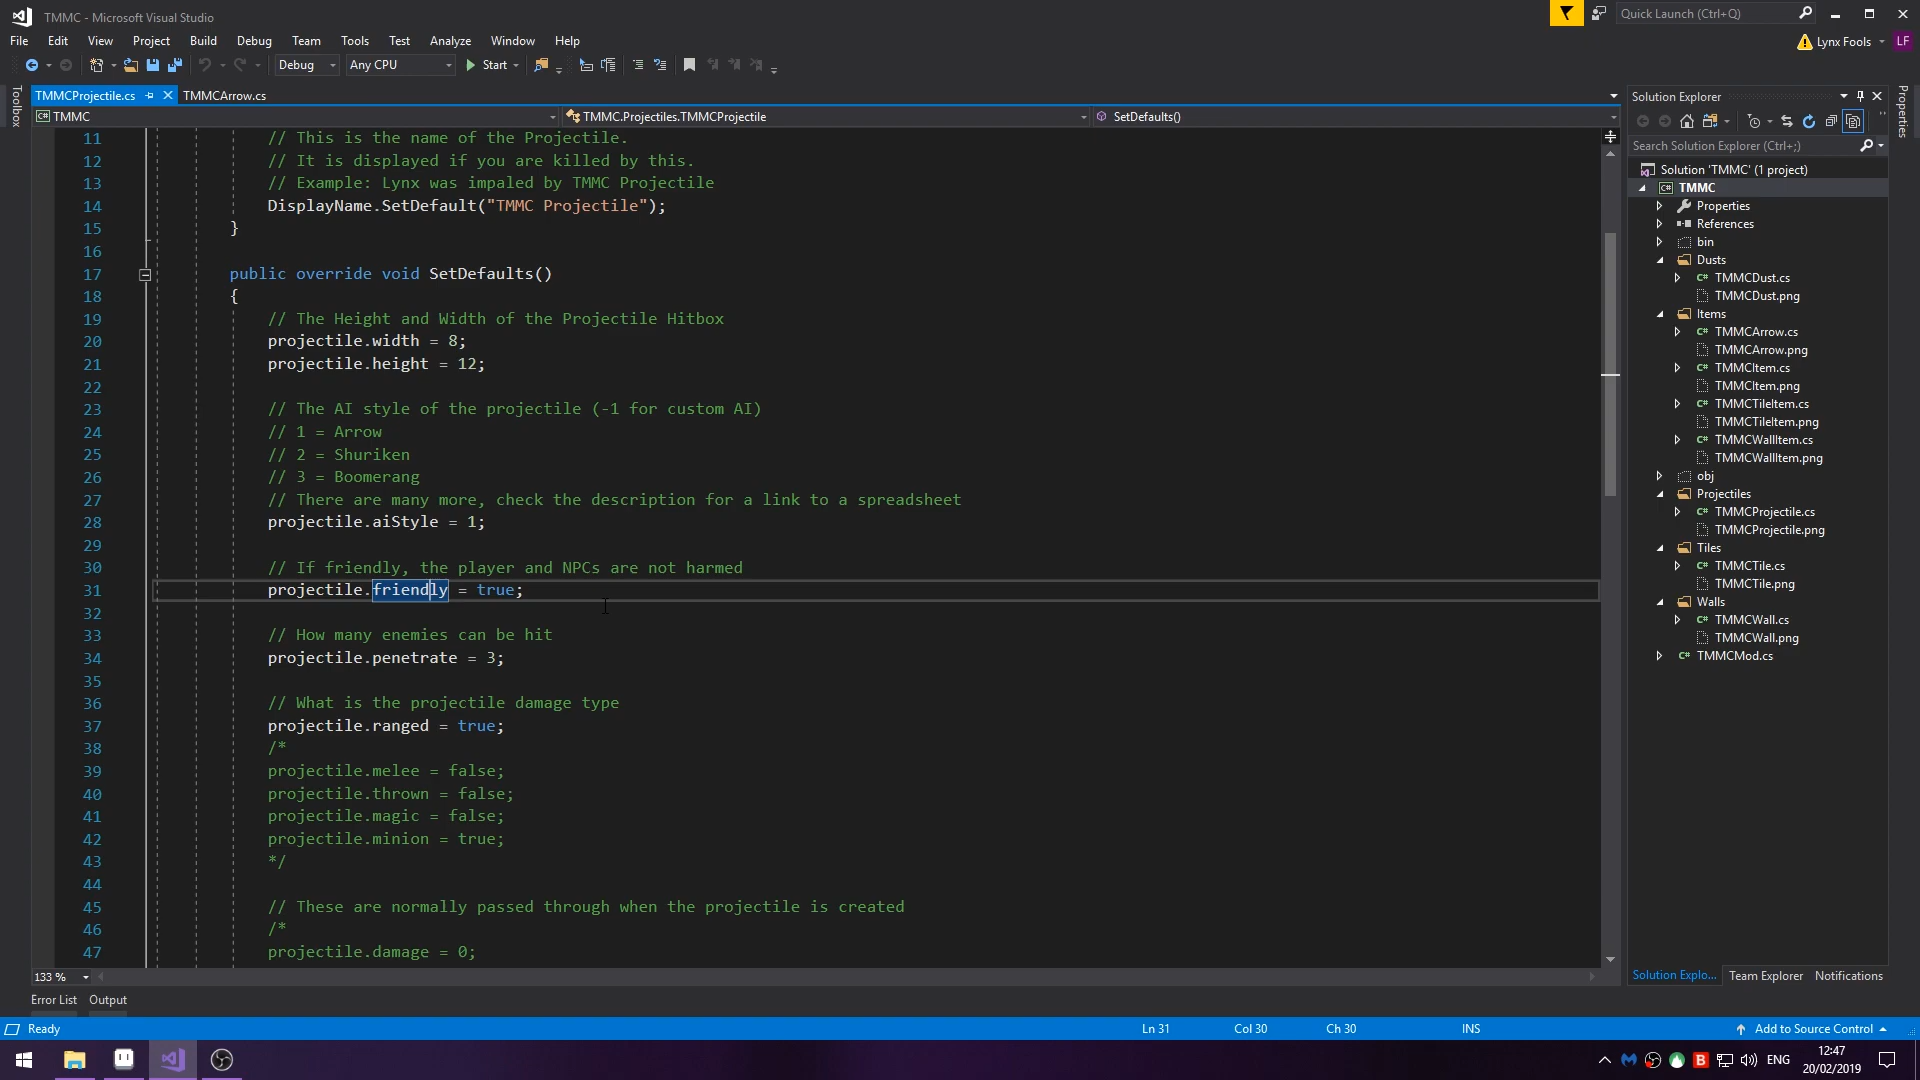 TMMC - Microsoft Visual Studio
Quick Launch (Ctrl+Q)
File Edit View Project Build Debug Team Tools Test Analyze Window Help
Lynx Fools LF
Debug Any CPU Start
Toolbox
TMMCProjectile.cs TMMCArrow.cs
TMMC TMMC.Projectiles.TMMCProjectile SetDefaults()
11 // This is the name of the Projectile.
12 // It is displayed if you are killed by this.
13 // Example: Lynx was impaled by TMMC Projectile
14 DisplayName.SetDefault("TMMC Projectile");
15 }
16
17 public override void SetDefaults()
18 {
19 // The Height and Width of the Projectile Hitbox
20 projectile.width = 8;
21 projectile.height = 12;
22
23 // The AI style of the projectile (-1 for custom AI)
24 // 1 = Arrow
25 // 2 = Shuriken
26 // 3 = Boomerang
27 // There are many more, check the description for a link to a spreadsheet
28 projectile.aiStyle = 1;
29
30 // If friendly, the player and NPCs are not harmed
31 projectile.friendly = true;
32
33 // How many enemies can be hit
34 projectile.penetrate = 3;
35
36 // What is the projectile damage type
37 projectile.ranged = true;
38 /*
39 projectile.melee = false;
40 projectile.thrown = false;
41 projectile.magic = false;
42 projectile.minion = true;
43 */
44
45 // These are normally passed through when the projectile is created
46 /*
47 projectile.damage = 0;
133 %
Solution Explorer
Properties
Search Solution Explorer (Ctrl+;)
Solution 'TMMC' (1 project)
C# TMMC
Properties
References
bin
Dusts
C# TMMCDust.cs
TMMCDust.png
Items
C# TMMCArrow.cs
TMMCArrow.png
C# TMMCItem.cs
TMMCItem.png
C# TMMCTileItem.cs
TMMCTileItem.png
C# TMMCWallItem.cs
TMMCWallItem.png
obj
Projectiles
C# TMMCProjectile.cs
TMMCProjectile.png
Tiles
C# TMMCTile.cs
TMMCTile.png
Walls
C# TMMCWall.cs
TMMCWall.png
C# TMMCMod.cs
Solution Explo... Team Explorer Notifications
Error List Output
Ready Ln 31 Col 30 Ch 30 INS Add to Source Control
B ENG 12:47
20/02/2019